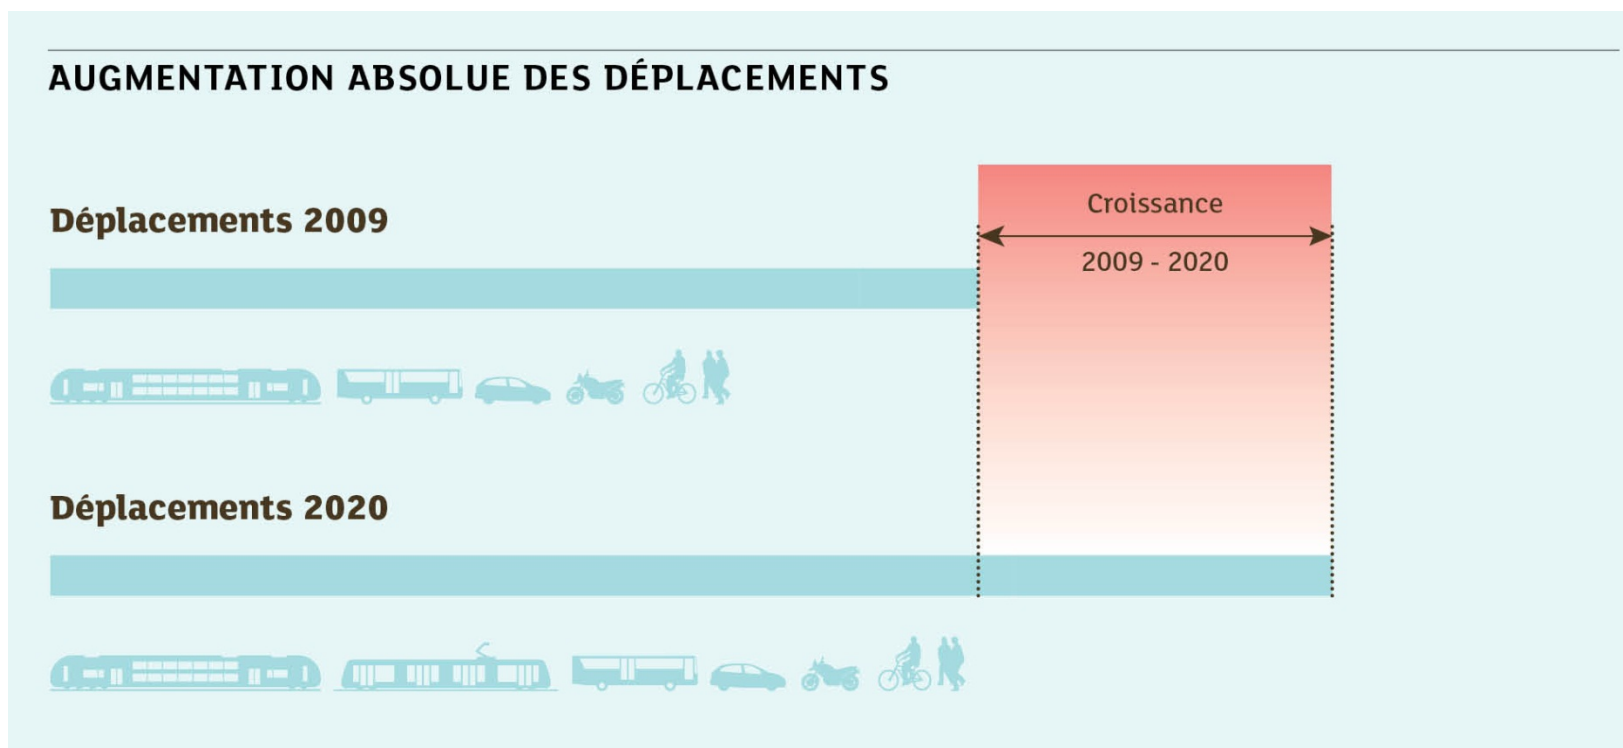 AUGMENTATION ABSOLUE DES DÉPLACEMENTS
Déplacements 2009
Croissance
2009 - 2020
Déplacements 2020